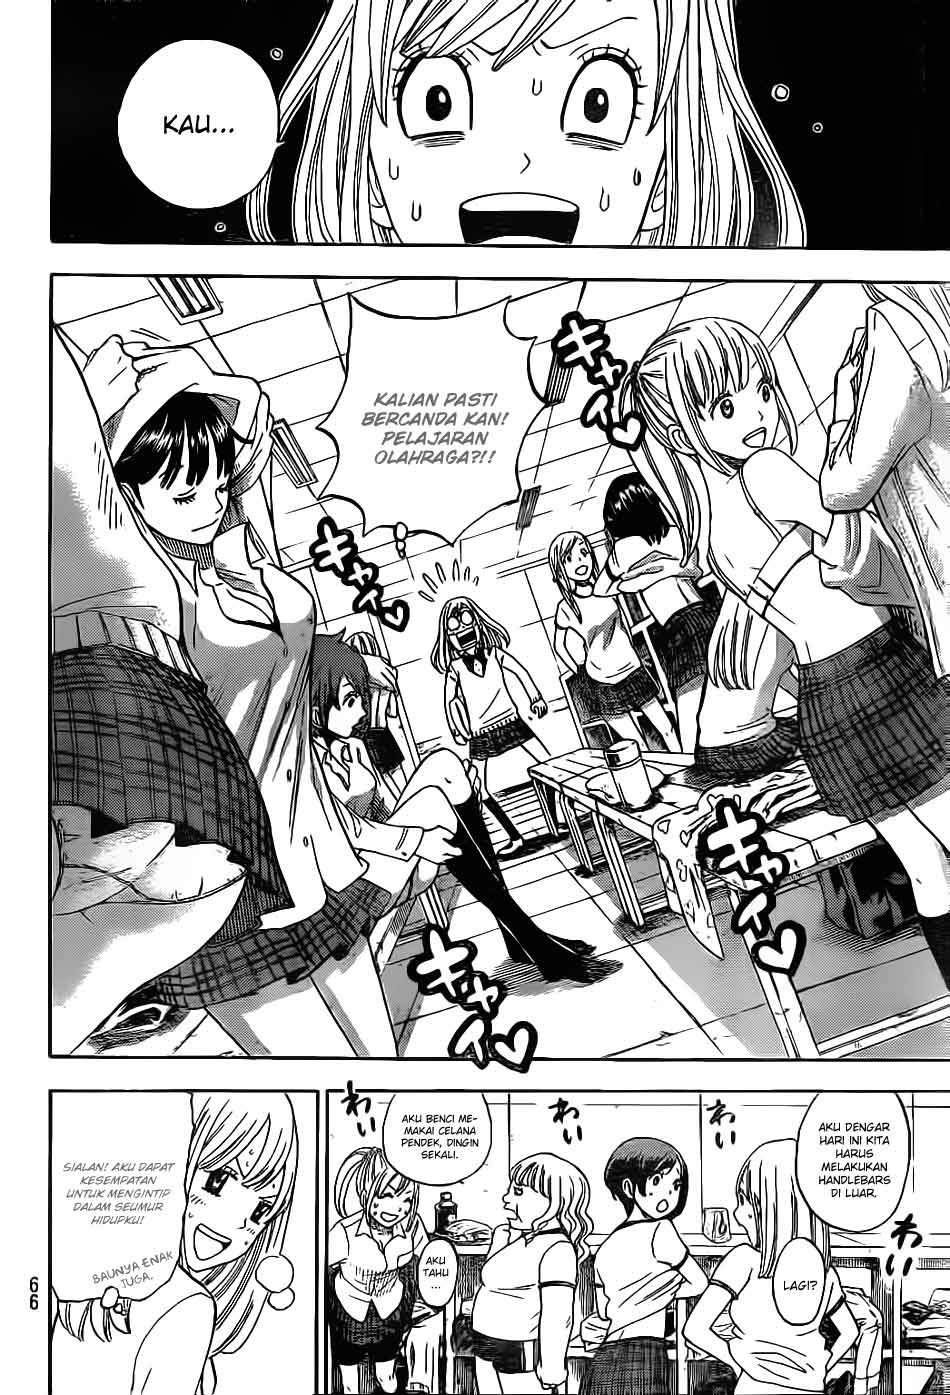 KAU...
KALIAN PASTI
BERCANDA KAN!
PELAJARAN
OLAHRAGA?!!
キャイ♡
キャイ♡
キャイ♡
キャイ♡
SIALAN! AKU DAPAT
KESEMPATAN
UNTUK MENGINTIP
DALAM SEUMUR
HIDUPKU!
BAUNYA ENAK
JUGA.
わい
AKU BENCI ME-
MAKAI CELANA
PENDEK, DINGIN
SEKALI.
AKU
TAHU
...
わい
わい
AKU DENGAR
HARI INI KITA
HARUS
MELAKUKAN
HANDLEBARS
DI LUAR.
LAGI?
わい
66